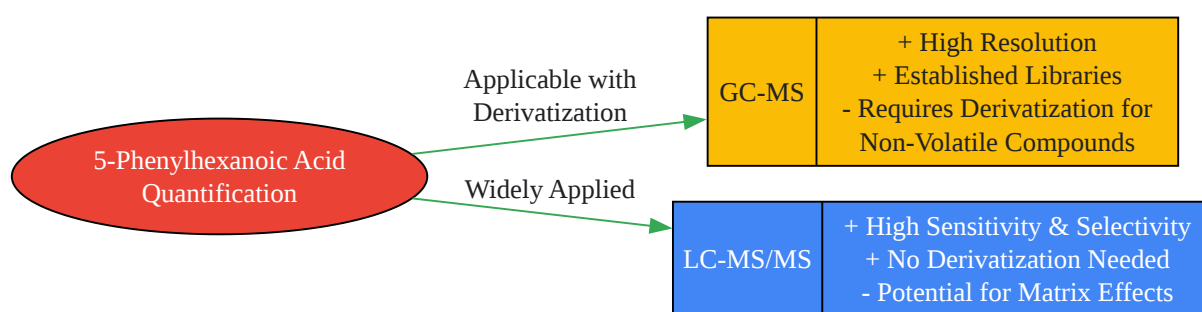 5-Phenylhexanoic Acid
Quantification
Applicable with
Derivatization
Widely Applied
GC-MS
+ High Resolution
+ Established Libraries
- Requires Derivatization for
Non-Volatile Compounds
LC-MS/MS
+ High Sensitivity & Selectivity
+ No Derivatization Needed
- Potential for Matrix Effects